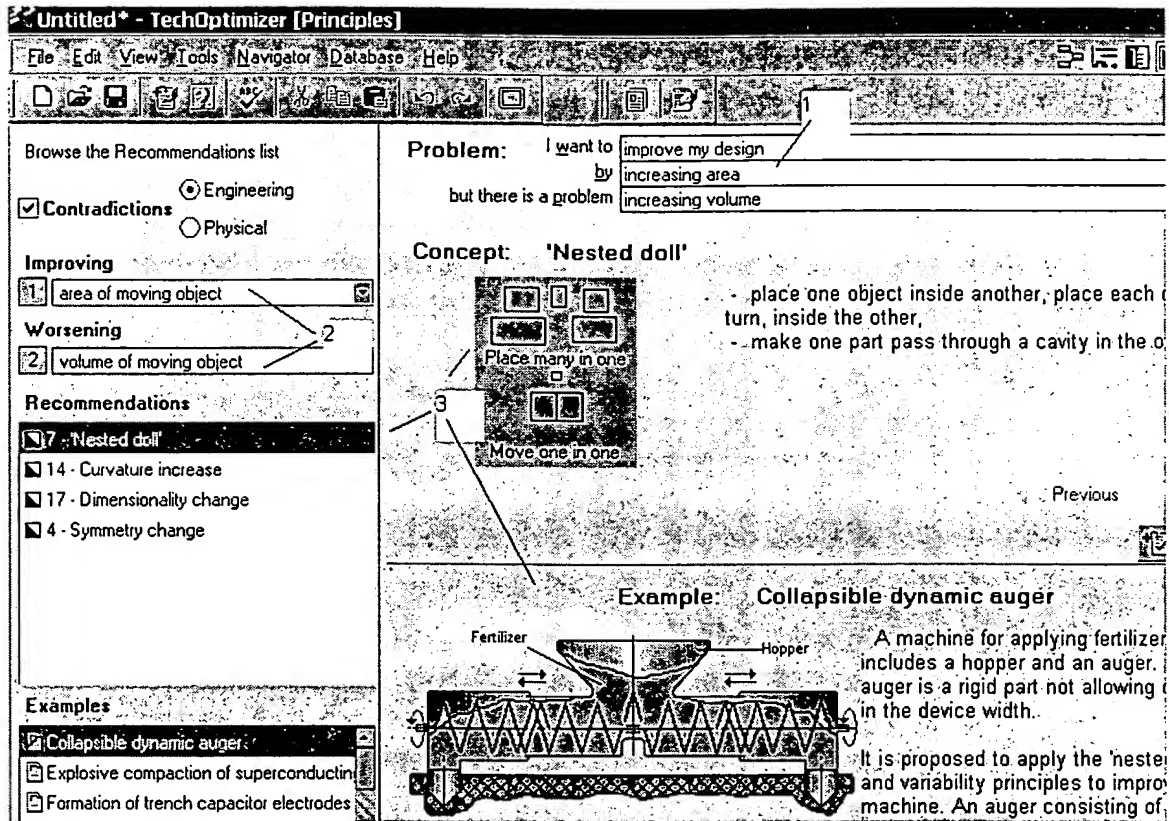 Untitled* - TechOptimizer [Principles]
File Edit View Tools Navigator Database Help
ABC
1
Browse the Recommendations list
Engineering
Contradictions
Physical
Improving
1. area of moving object
Worsening
2
2. volume of moving object
Recommendations
7 - 'Nested doll'
14 - Curvature increase
17 - Dimensionality change
4 - Symmetry change
Examples
Collapsible dynamic auger
Explosive compaction of superconducting
Formation of trench capacitor electrodes
Problem: I want to improve my design
by increasing area
but there is a problem increasing volume
Concept: 'Nested doll'
Place many in one
3
Move one in one
- place one object inside another, place each
turn, inside the other,
- make one part pass through a cavity in the
Previous
Example: Collapsible dynamic auger
Fertilizer
Hopper
A machine for applying fertilizer
includes a hopper and an auger.
auger is a rigid part not allowing
in the device width.
It is proposed to apply the 'neste
and variability principles to impro
machine. An auger consisting of